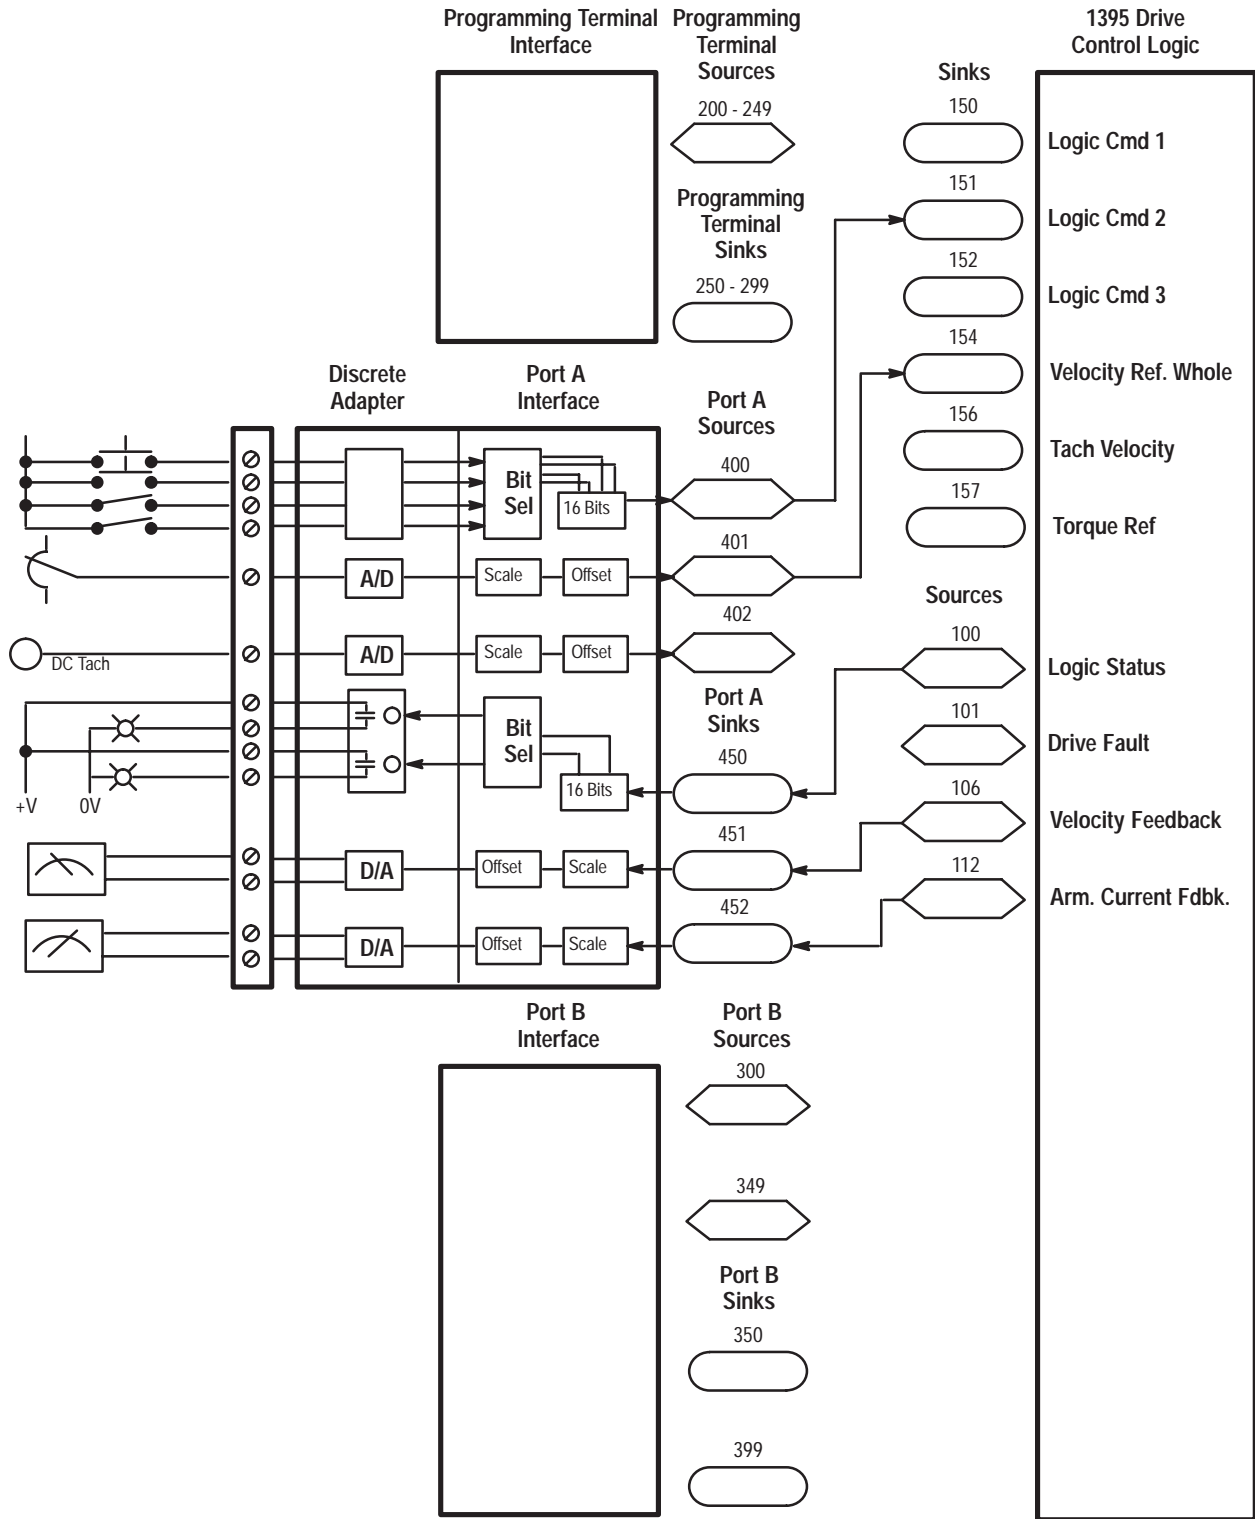 Programming Terminal
Interface
Programming
Terminal
Sources
200 - 249
Programming
Terminal
Sinks
250 - 299
1395 Drive
Control Logic
Sinks
150
Logic Cmd 1
151
Logic Cmd 2
152
Logic Cmd 3
154
Velocity Ref. Whole
156
Tach Velocity
157
Torque Ref
Sources
100
Logic Status
101
Drive Fault
106
Velocity Feedback
112
Arm. Current Fdbk.
Discrete
Adapter
Port A
Interface
Port A
Sources
400
Bit
Sel
16 Bits
401
A/D
Scale
Offset
402
DC Tach
A/D
Scale
Offset
Port A
Sinks
450
Bit
Sel
16 Bits
+V
0V
451
D/A
Offset
Scale
452
D/A
Offset
Scale
Port B
Interface
Port B
Sources
300
349
Port B
Sinks
350
399